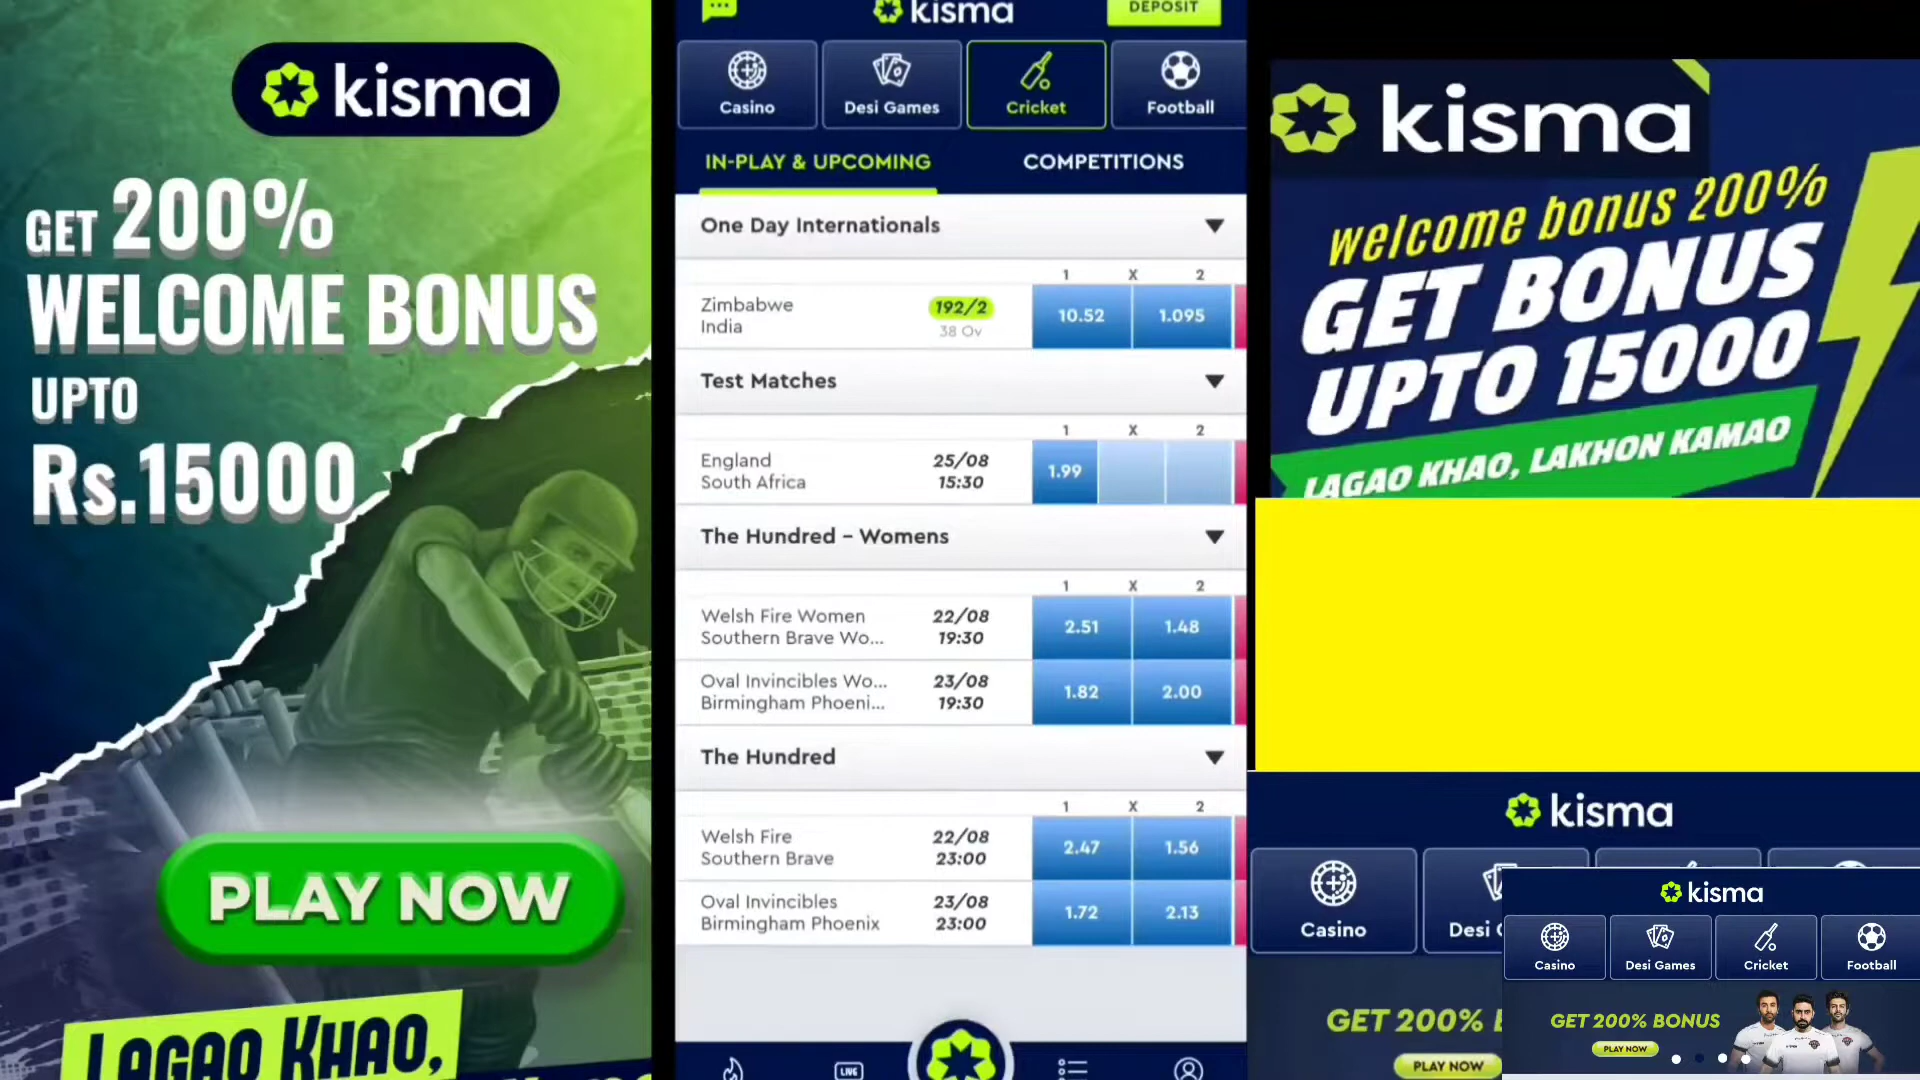 kisma
GET 200%
WELCOME BONUS
UPTO
Rs.15000
PLAY NOW
LAGAO KHAO,
kisma
DEPOSIT
Casino
Desi Games
Cricket
Football
IN-PLAY & UPCOMING
COMPETITIONS
One Day Internationals
1 X 2
Zimbabwe 192/2 10.52 1.095
India 38 Ov
Test Matches
1 X 2
England 25/08 1.99
South Africa 15:30
The Hundred - Womens
1 X 2
Welsh Fire Women 22/08 2.51 1.48
Southern Brave Wo... 19:30
Oval Invincibles Wo... 23/08 1.82 2.00
Birmingham Phoeni... 19:30
The Hundred
1 X 2
Welsh Fire 22/08 2.47 1.56
Southern Brave 23:00
Oval Invincibles 23/08 1.72 2.13
Birmingham Phoenix 23:00
LIVE
kisma
welcome bonus 200%
GET BONUS
UPTO 15000
LAGAO KHAO, LAKHON KAMAO
kisma
Casino
Desi
GET 200%
PLAY NOW
kisma
Casino
Desi Games
Cricket
Football
GET 200% BONUS
PLAY NOW